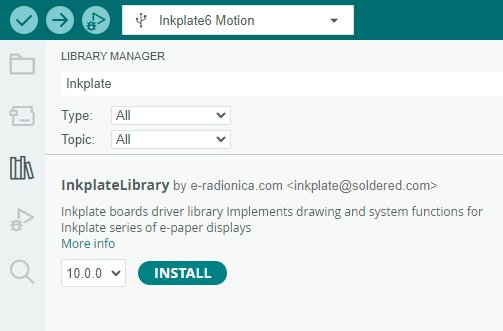 Inkplate6 Motion
LIBRARY MANAGER
Inkplate
Type: All
Topic: All
InkplateLibrary by e-radionica.com <inkplate@soldered.com>
Inkplate boards driver library Implements drawing and system functions for
Inkplate series of e-paper displays
More info
10.0.0 INSTALL